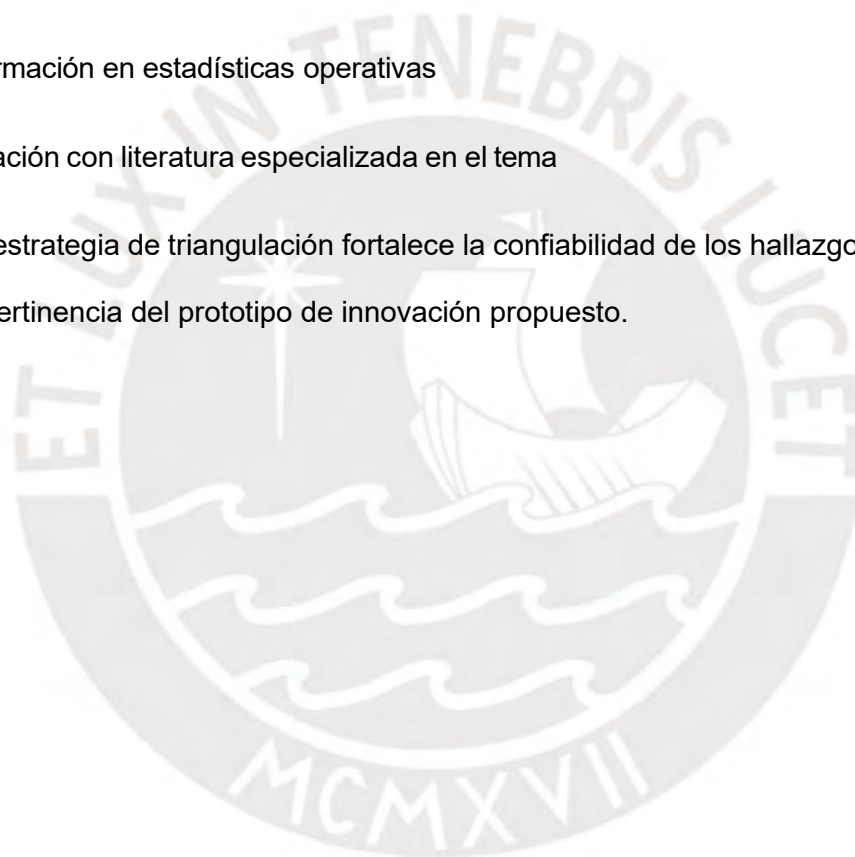 rmación en estadísticas operativas
ación con literatura especializada en el tema
estrategia de triangulación fortalece la confiabilidad de los hallazgo
ertinencia del prototipo de innovación propuesto.
ET LUX IN TENEBRIS LUCET
MCMXVII